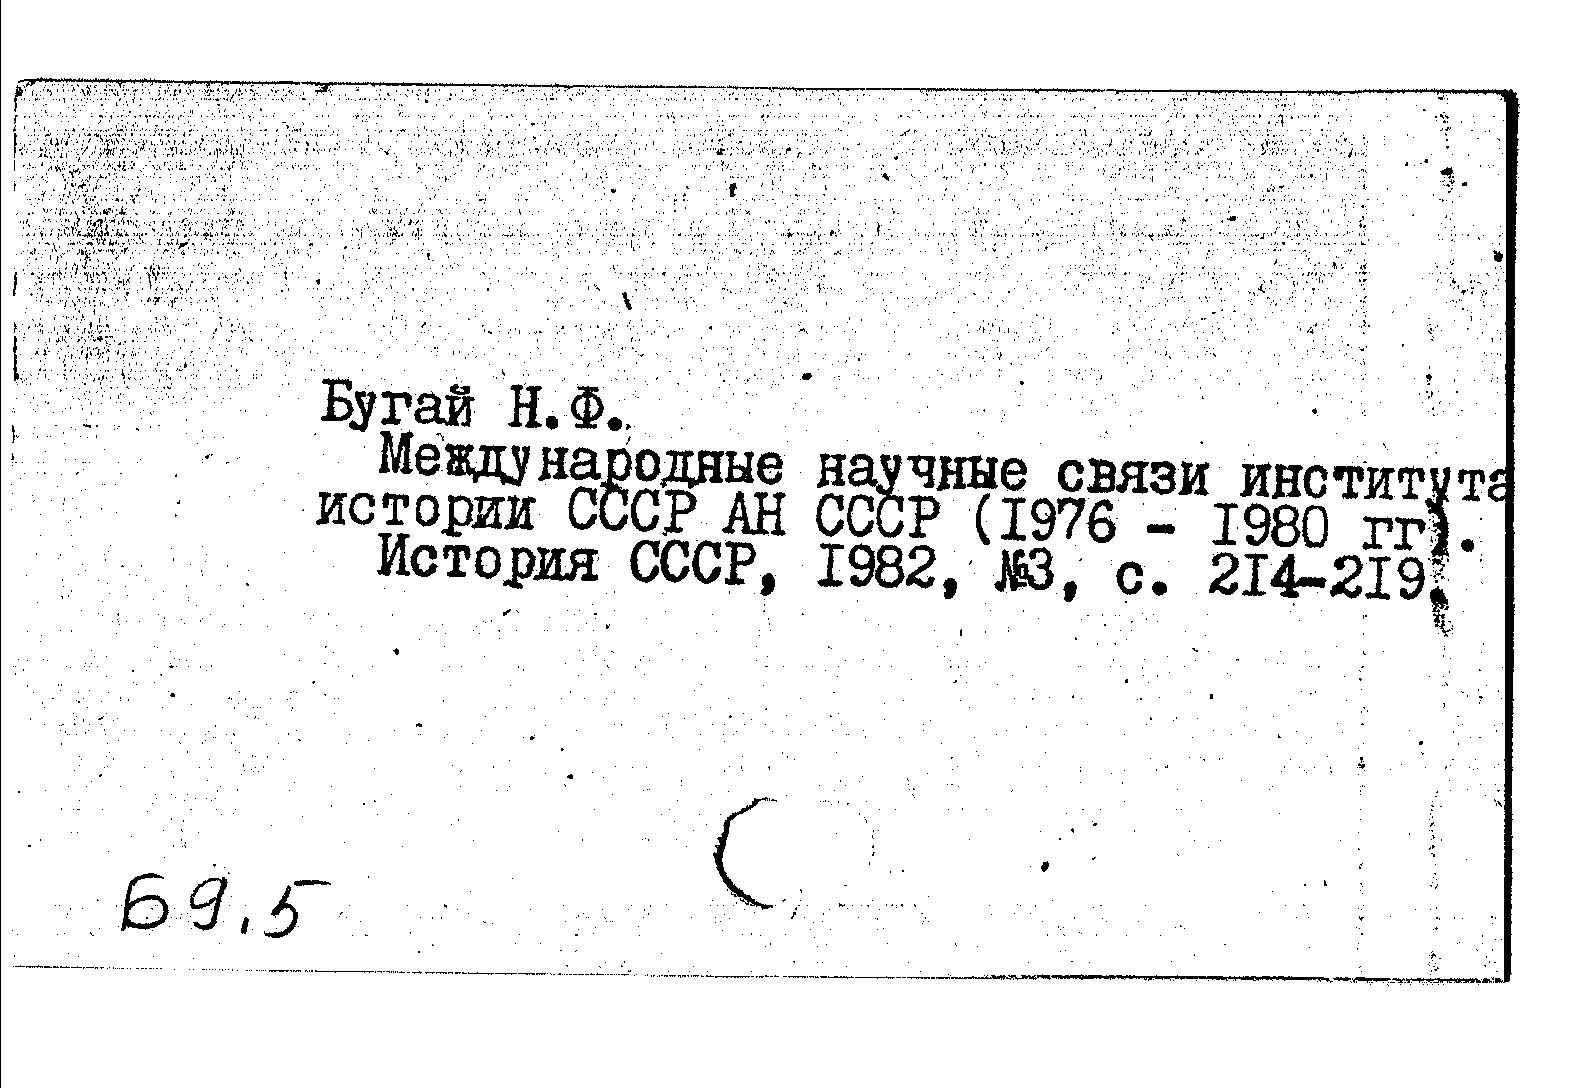 Бугай Н.Ф.
Международные научные связи института
истории СССР АН СССР (1976 - 1980 гг).
История СССР, 1982, №3, с. 214-219.
Б9.5